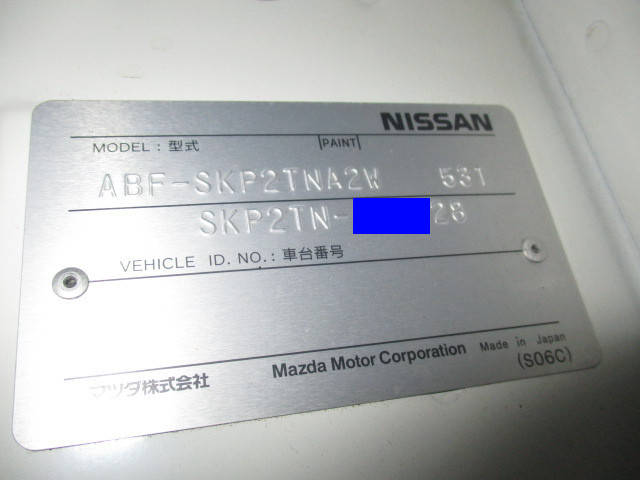 NISSAN
MODEL : 型式 PAINT
ABF-SKP2TNA2W 531
SKP2TN- 28
VEHICLE ID. NO. : 車台番号
マツダ株式会社 Mazda Motor Corporation Made in Japan
(S06C)